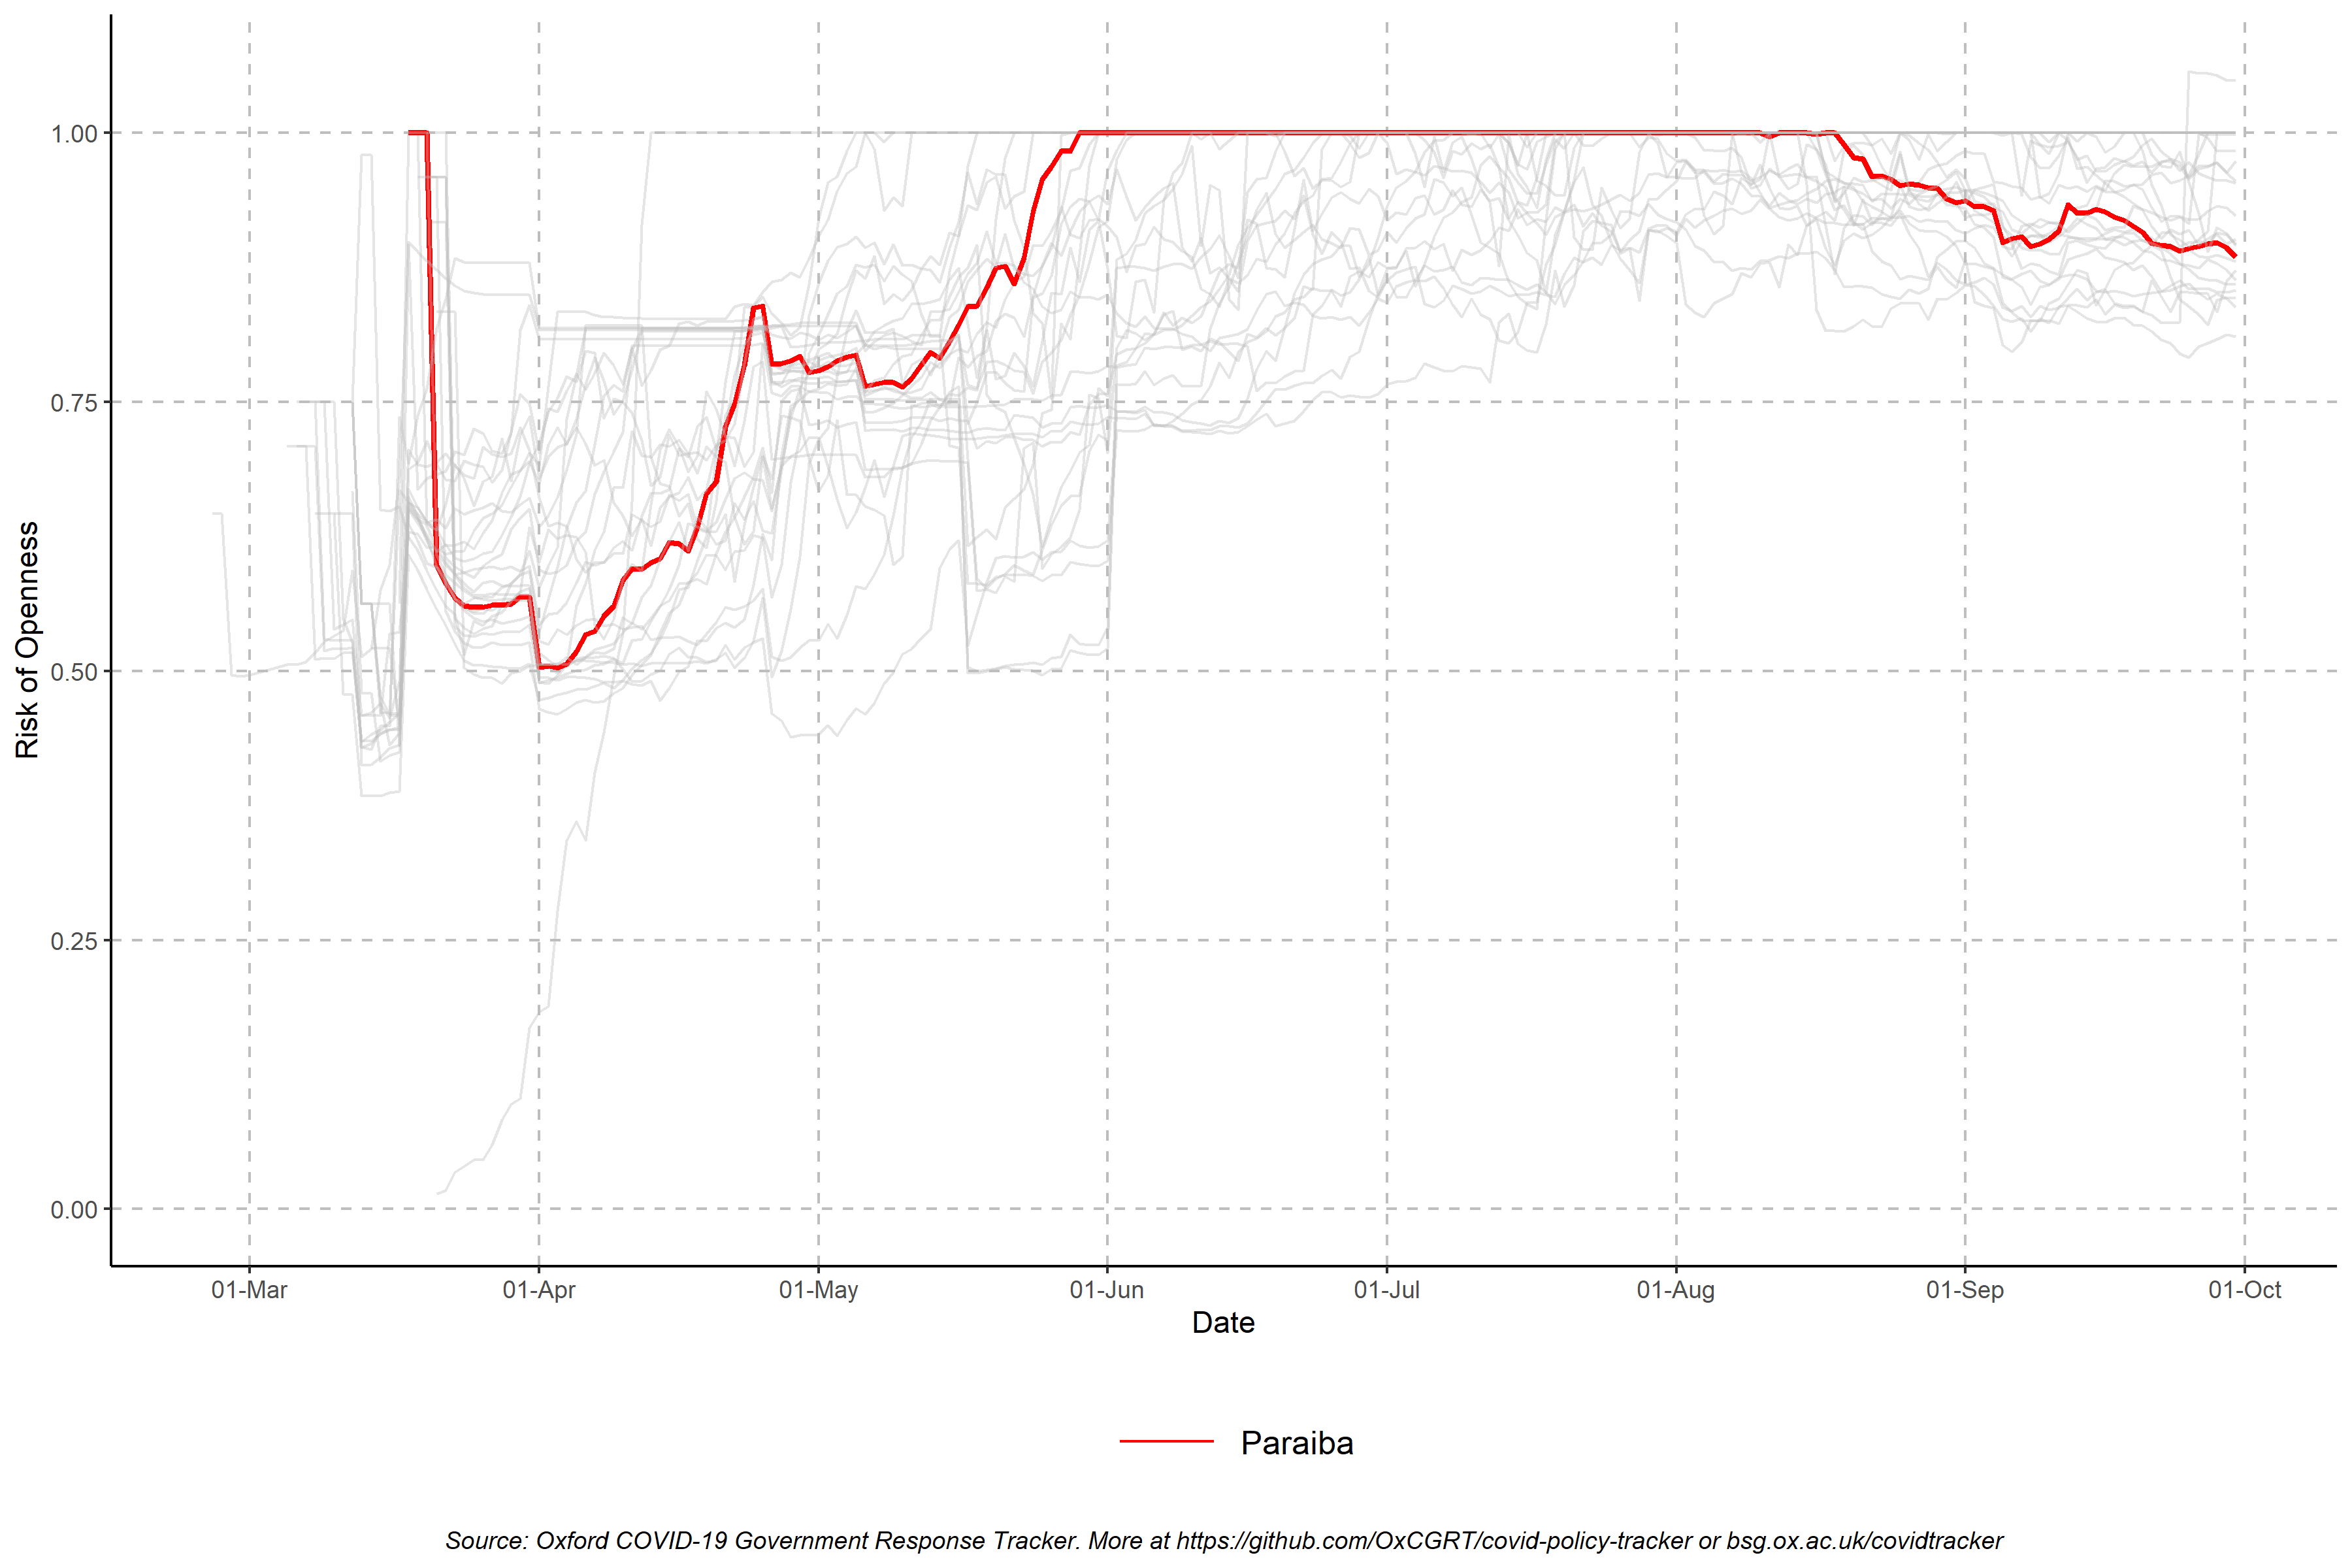 Risk of Openness
1.00
0.75
0.50
0.25
0.00
01-Mar 01-Apr 01-May 01-Jun 01-Jul 01-Aug 01-Sep 01-Oct
Date
Paraiba
Source: Oxford COVID-19 Government Response Tracker. More at https://github.com/OxCGRT/covid-policy-tracker or bsg.ox.ac.uk/covidtracker